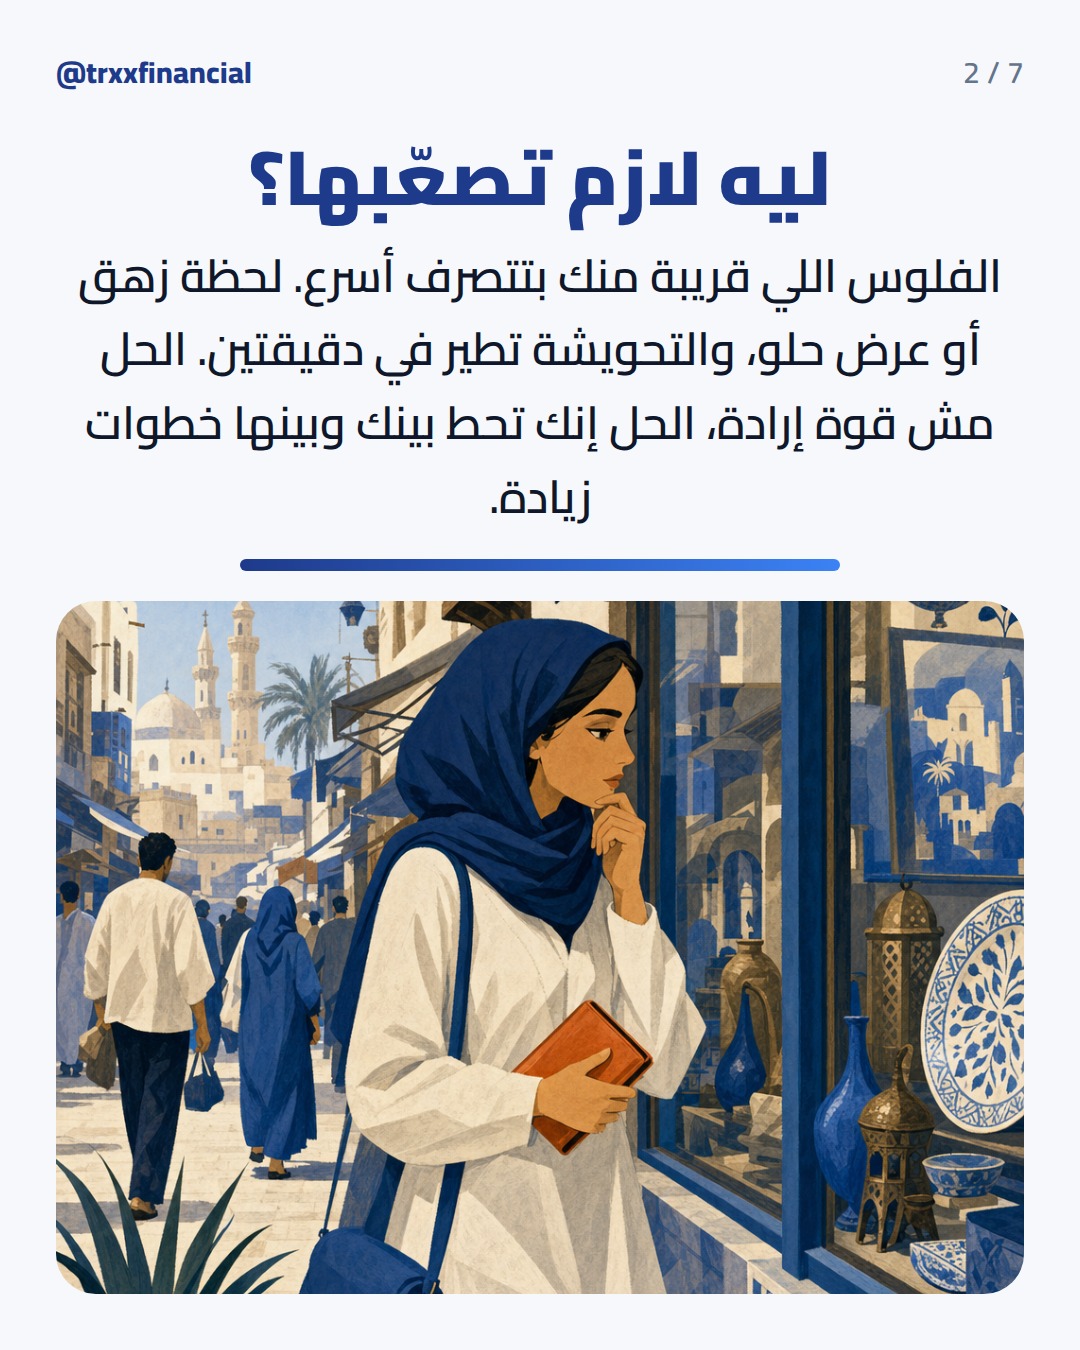 @trxxfinancial
2 / 7
ليه لازم تصعّبها؟
الفلوس اللي قريبة منك بتتصرف أسرع. لحظة زهق
أو عرض حلو، والتحويشة تطير في دقيقتين. الحل
مش قوة إرادة، الحل إنك تحط بينك وبينها خطوات
زيادة.